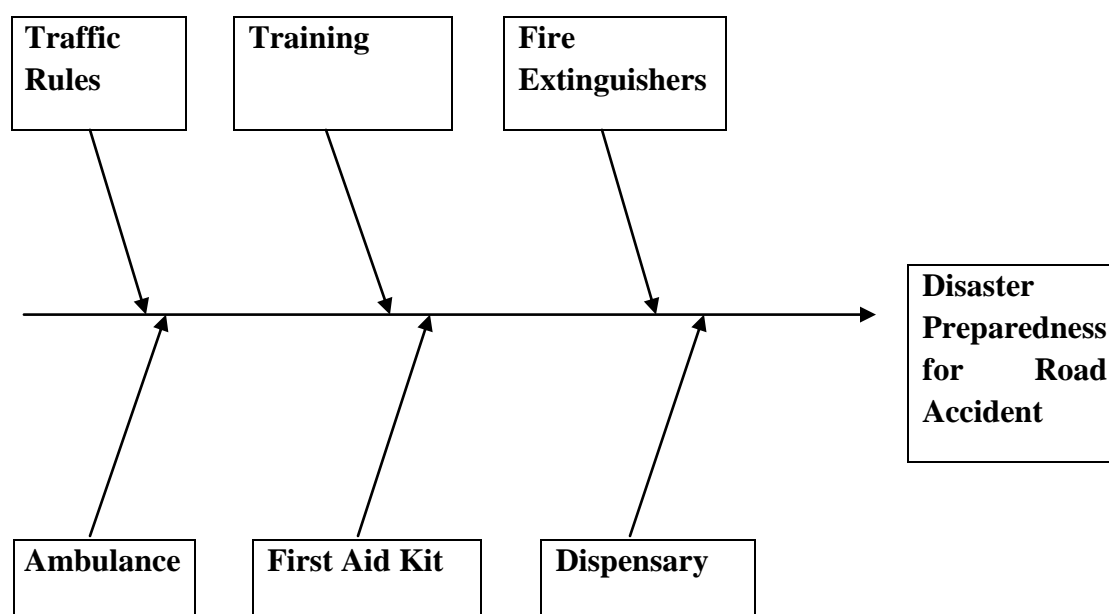 Traffic
Rules
Training
Fire
Extinguishers
Disaster
Preparedness
for Road
Accident
Ambulance
First Aid Kit
Dispensary